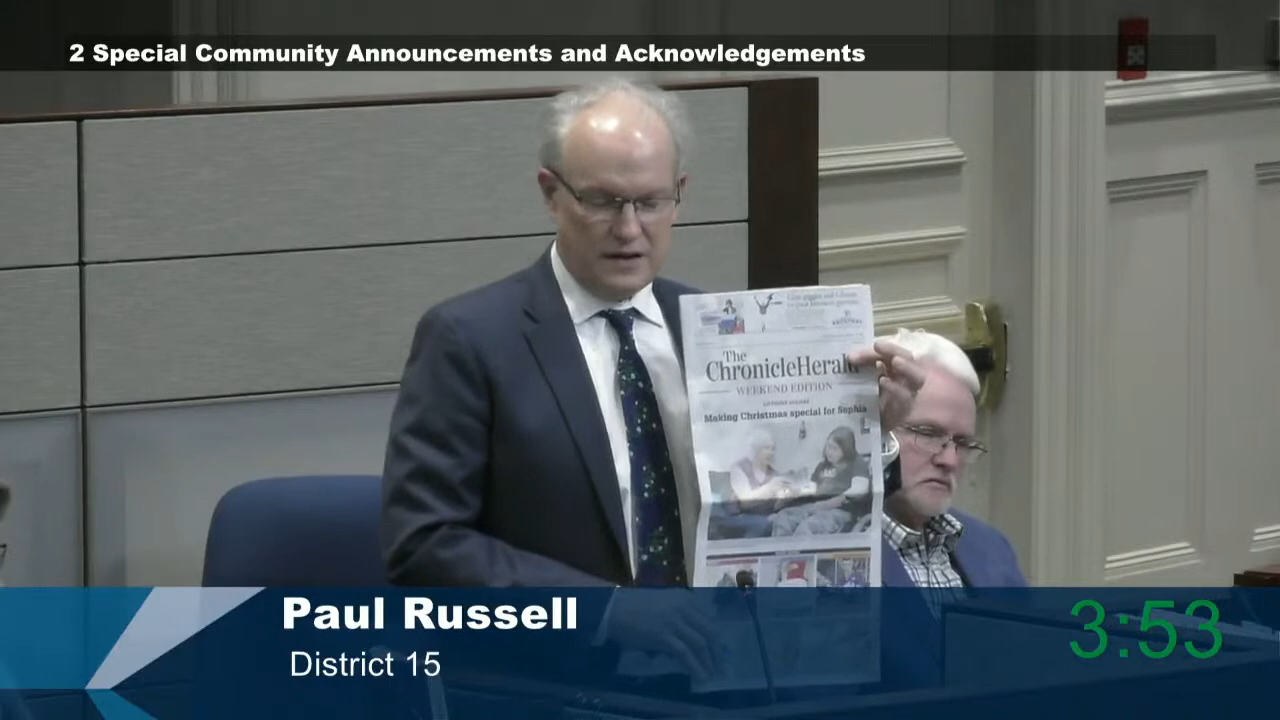 2 Special Community Announcements and Acknowledgements
The
ChronicleHerald
WEEKEND EDITION
Making Christmas special for Sophia
Paul Russell
District 15
3:53